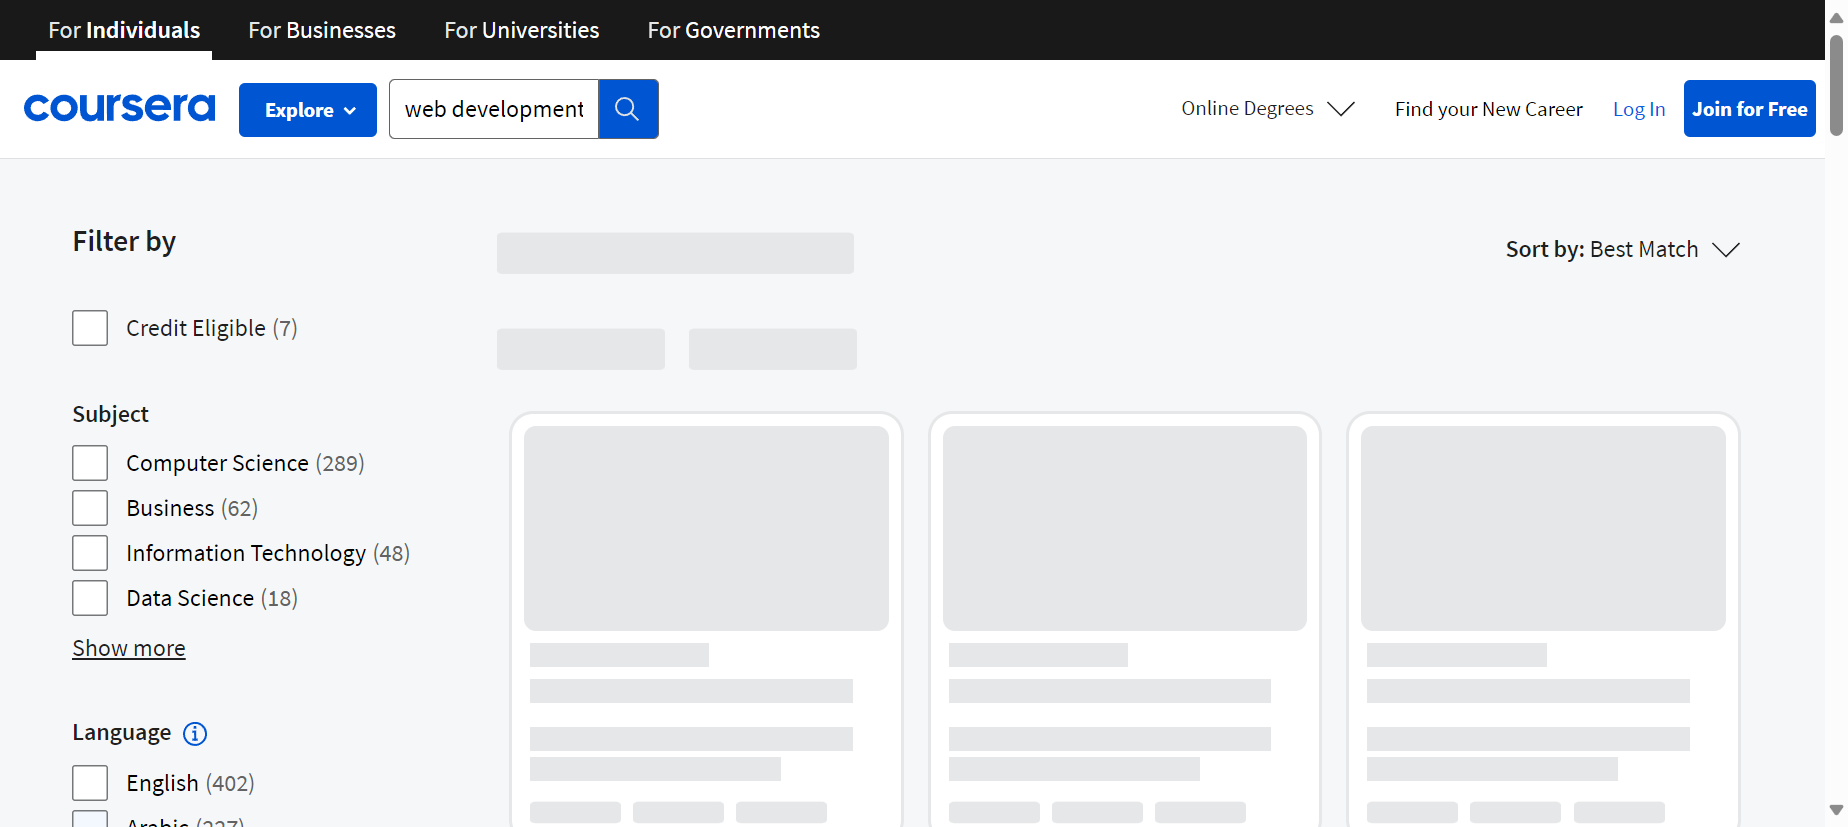 For Individuals
For Businesses
For Universities
For Governments
coursera
Explore
web development
Online Degrees
Find your New Career
Log In
Join for Free
Filter by
Sort by: Best Match
Credit Eligible (7)
Subject
Computer Science (289)
Business (62)
Information Technology (48)
Data Science (18)
Show more
Language
English (402)
Arabic (227)